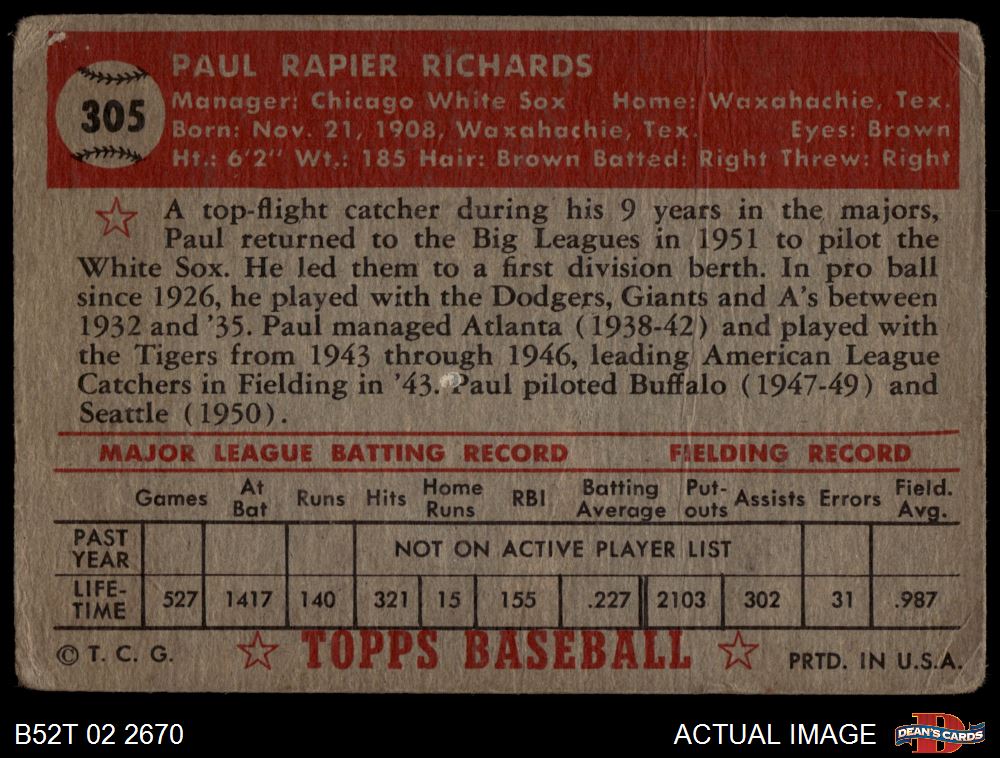 PAUL RAPIER RICHARDS
305
Manager: Chicago White Sox Home: Waxahachie, Tex.
Born: Nov. 21, 1908, Waxahachie, Tex. Eyes: Brown
Ht.: 6'2" Wt.: 185 Hair: Brown Batted: Right Threw: Right
A top-flight catcher during his 9 years in the majors,
Paul returned to the Big Leagues in 1951 to pilot the
White Sox. He led them to a first division berth. In pro ball
since 1926, he played with the Dodgers, Giants and A's between
1932 and '35. Paul managed Atlanta (1938-42) and played with
the Tigers from 1943 through 1946, leading American League
Catchers in Fielding in '43. Paul piloted Buffalo (1947-49) and
Seattle (1950).
MAJOR LEAGUE BATTING RECORD FIELDING RECORD
Games At Bat Runs Hits Home Runs RBI Batting Average Put-outs Assists Errors Field. Avg.
PAST YEAR NOT ON ACTIVE PLAYER LIST
LIFE-TIME 527 1417 140 321 15 155 .227 2103 302 31 .987
© T. C. G. TOPPS BASEBALL PRTD. IN U.S.A.
B52T 02 2670 ACTUAL IMAGE DEAN'S CARDS